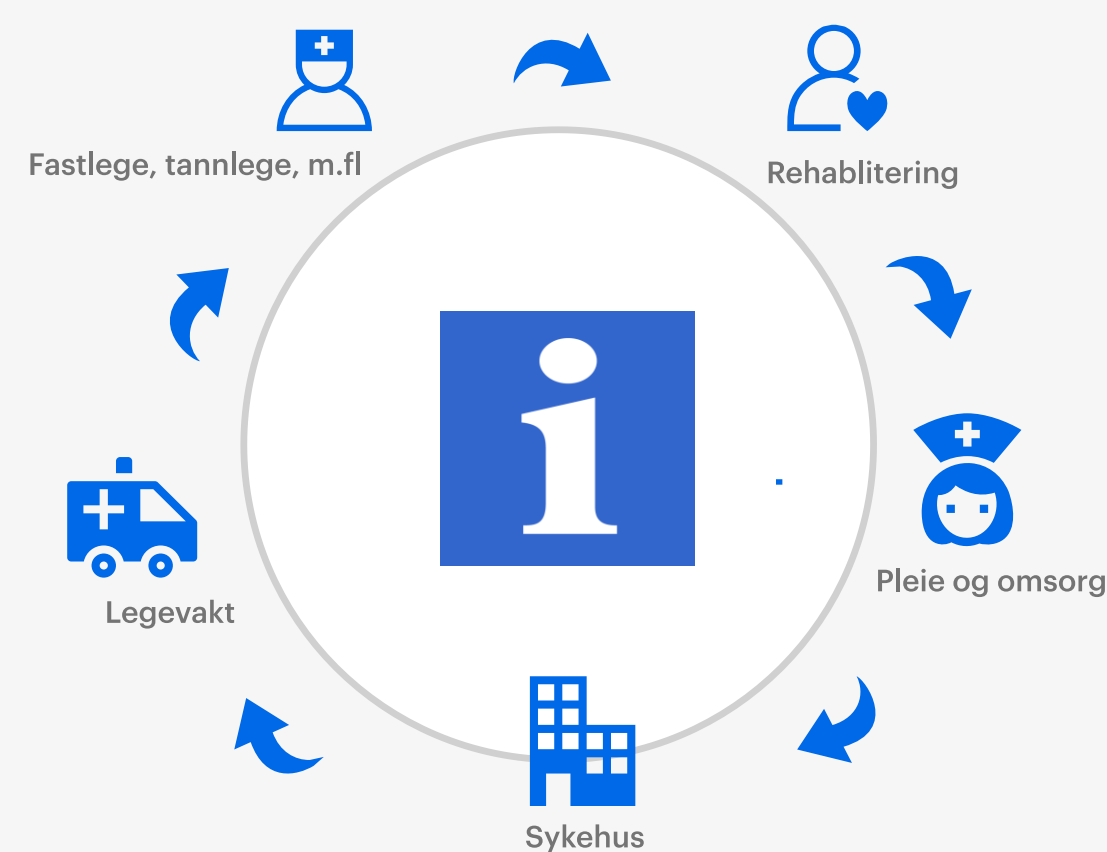 Fastlege, tannlege, m.fl
Rehablitering
i
Pleie og omsorg
Legevakt
Sykehus